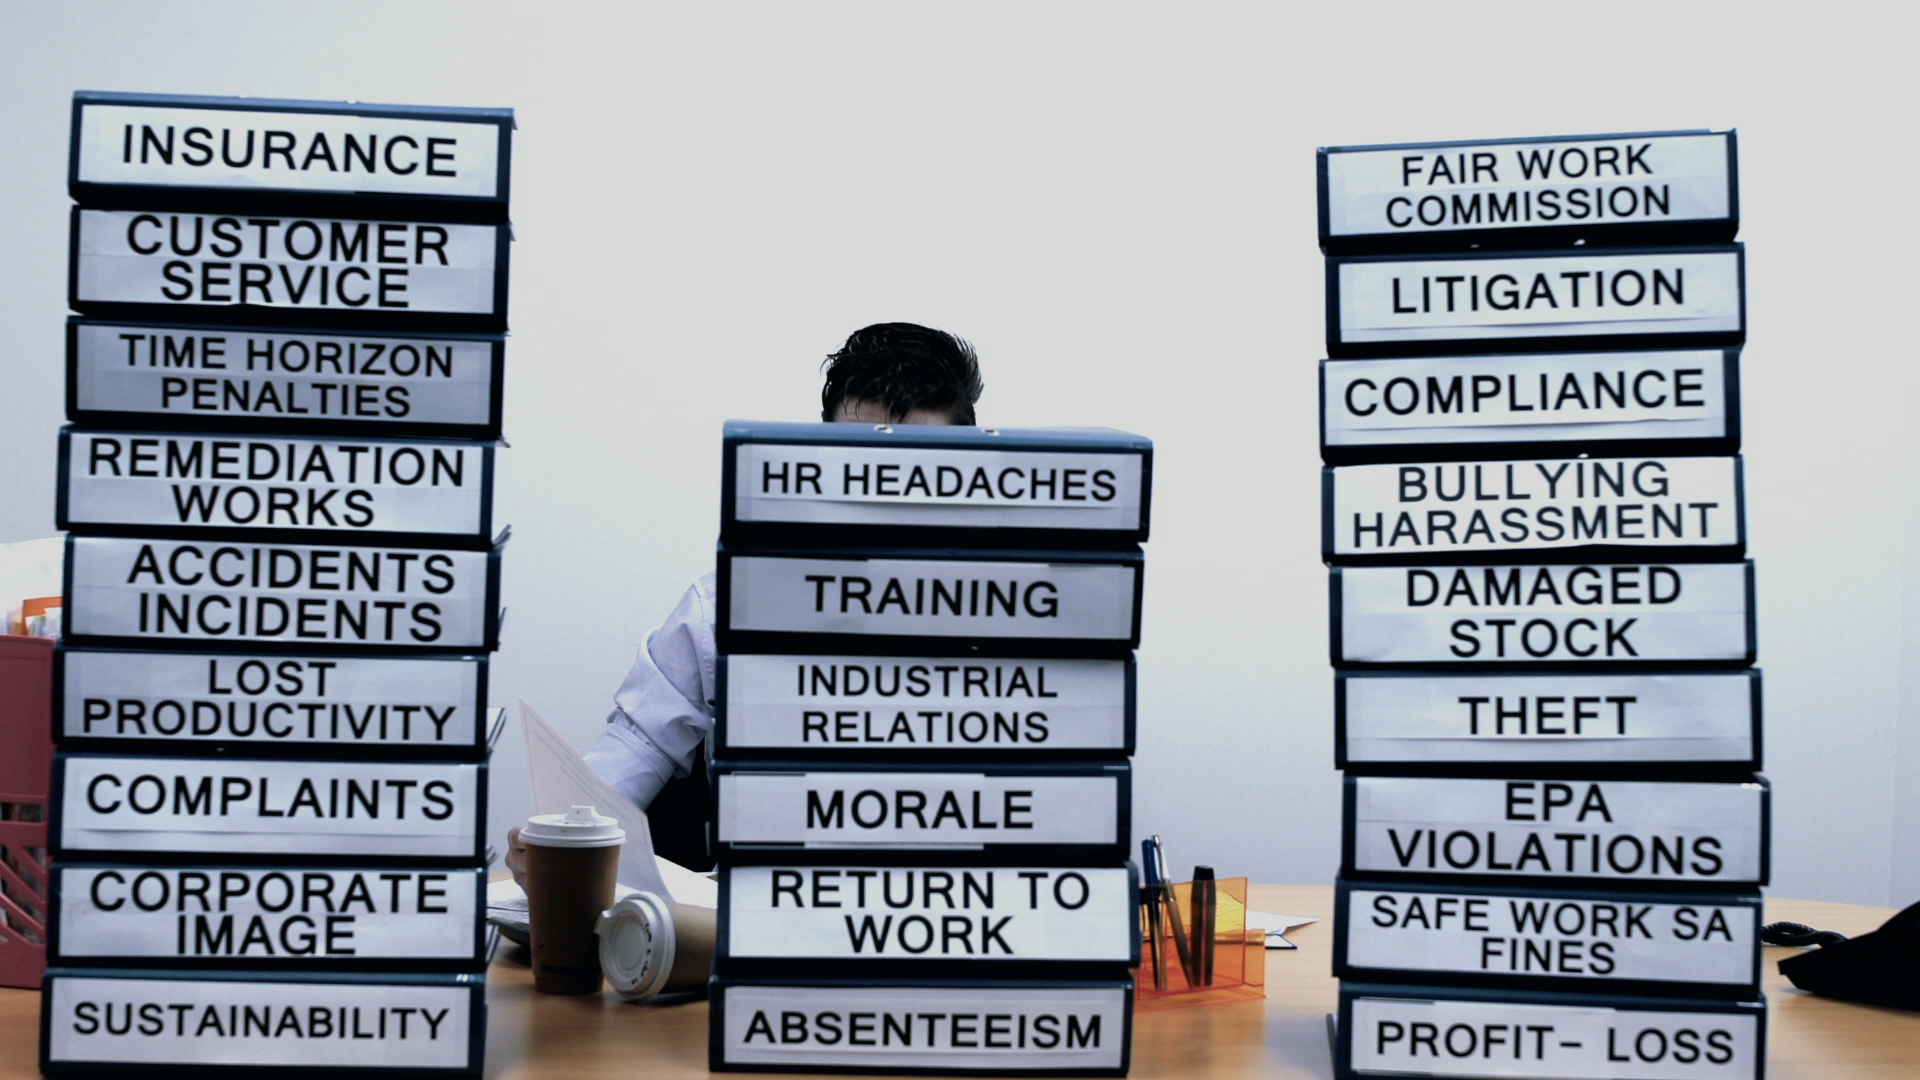 INSURANCE
CUSTOMER
SERVICE
TIME HORIZON
PENALTIES
REMEDIATION
WORKS
ACCIDENTS
INCIDENTS
LOST
PRODUCTIVITY
COMPLAINTS
CORPORATE
IMAGE
SUSTAINABILITY
HR HEADACHES
TRAINING
INDUSTRIAL
RELATIONS
MORALE
RETURN TO
WORK
ABSENTEEISM
FAIR WORK
COMMISSION
LITIGATION
COMPLIANCE
BULLYING
HARASSMENT
DAMAGED
STOCK
THEFT
EPA
VIOLATIONS
SAFE WORK SA
FINES
PROFIT- LOSS